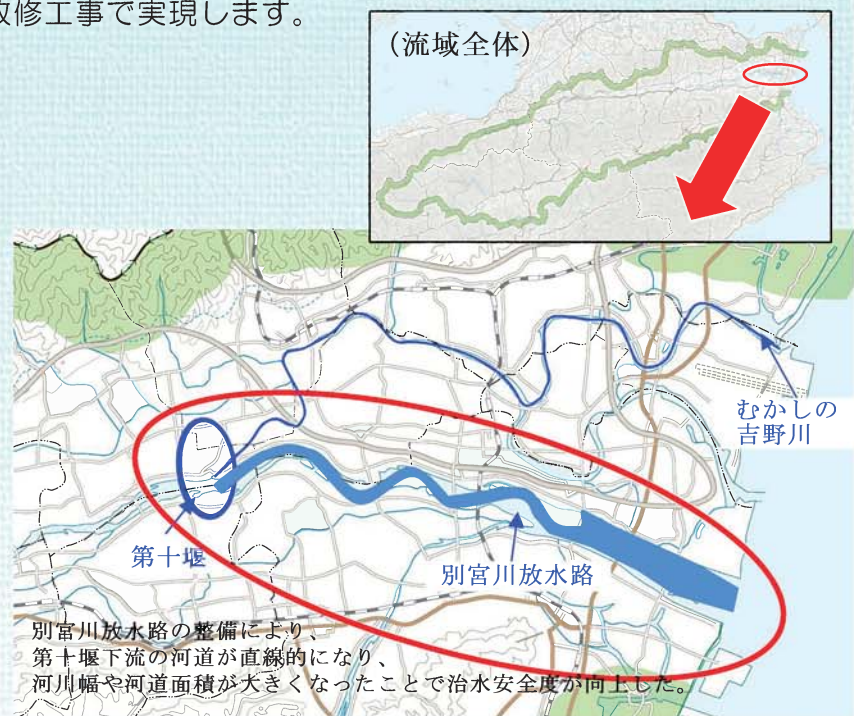 改修工事で実現します。
（流域全体）
むかしの
吉野川
第十堰
別宮川放水路
別宮川放水路の整備により、
第十堰下流の河道が直線的になり、
河川幅や河道面積が大きくなったことで治水安全度が向上した。